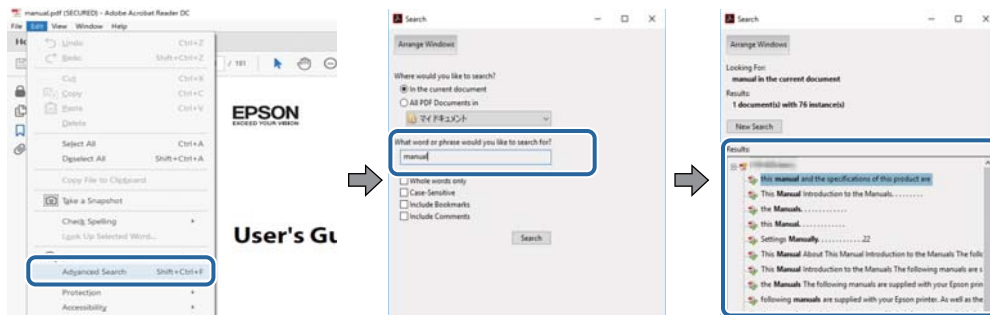 manual.pdf (SECURED) - Adobe Acrobat Reader DC
File Edit View Window Help
Undo Ctrl+Z
Redo Shift+Ctrl+Z
Cut Ctrl+X
Copy Ctrl+C
Paste Ctrl+V
Delete
Select All Ctrl+A
Deselect All Shift+Ctrl+A
Copy File to Clipboard
Take a Snapshot
Check Spelling
Look Up Selected Word...
Advanced Search Shift+Ctrl+F
Protection
Accessibility
/ 191
EPSON
EXCEED YOUR VISION
User's Gu
Search
Arrange Windows
Where would you like to search?
In the current document
All PDF Documents in
マイ ドキュメント
What word or phrase would you like to search for?
manual
Whole words only
Case-Sensitive
Include Bookmarks
Include Comments
Search
Search
Arrange Windows
Looking For:
manual in the current document
Results:
1 document(s) with 76 instance(s)
New Search
Results:
this manual and the specifications of this product are
This Manual Introduction to the Manuals. . . . . . . . .
the Manuals. . . . . . . . . . . .
this Manual. . . . . . . . . . . .
Settings Manually. . . . . . . . . . . .22
This Manual About This Manual Introduction to the Manuals The follo
This Manual Introduction to the Manuals The following manuals are s
the Manuals The following manuals are supplied with your Epson prin
following manuals are supplied with your Epson printer. As well as the